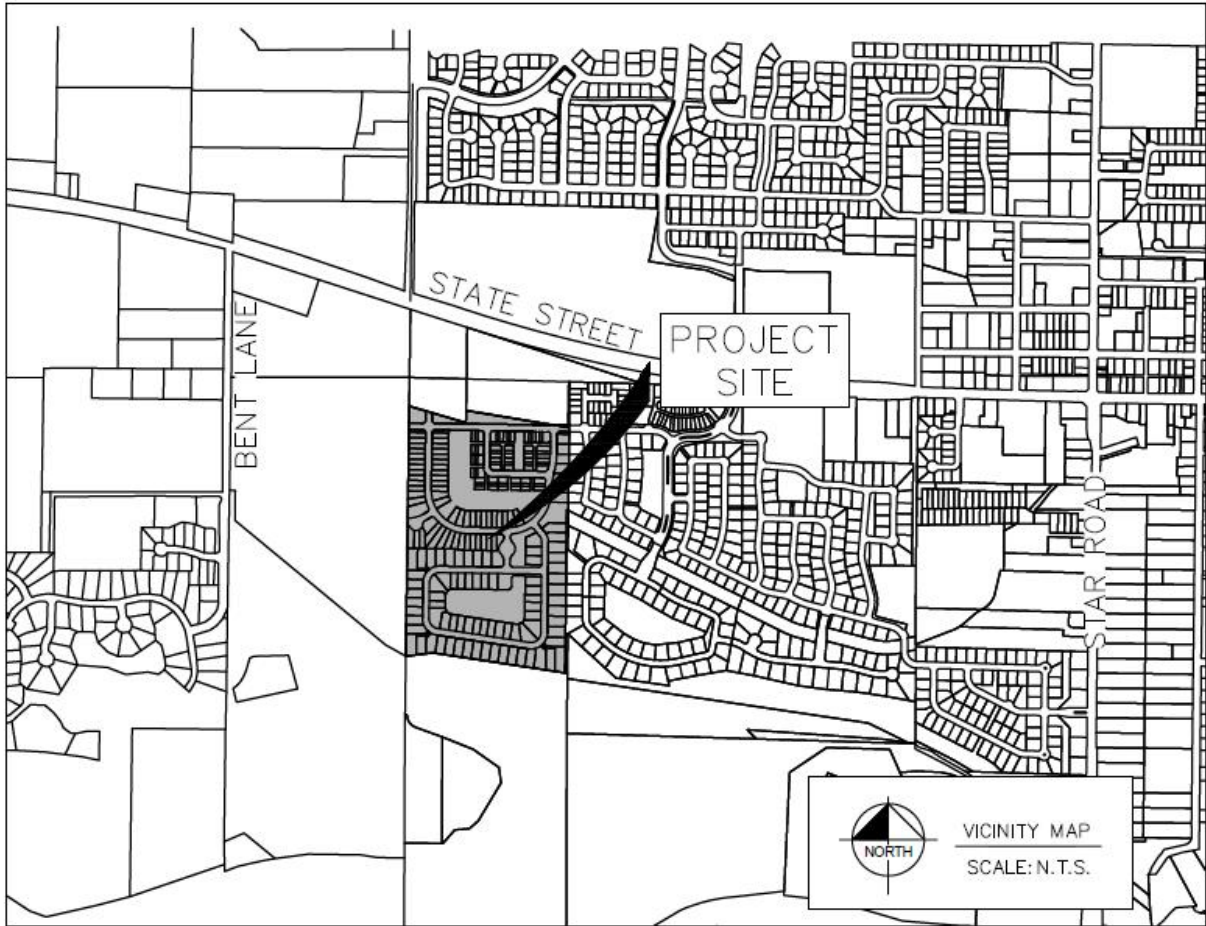 STATE STREET
PROJECT
SITE
BENT LANE
STAR ROAD
VICINITY MAP
NORTH
SCALE: N.T.S.